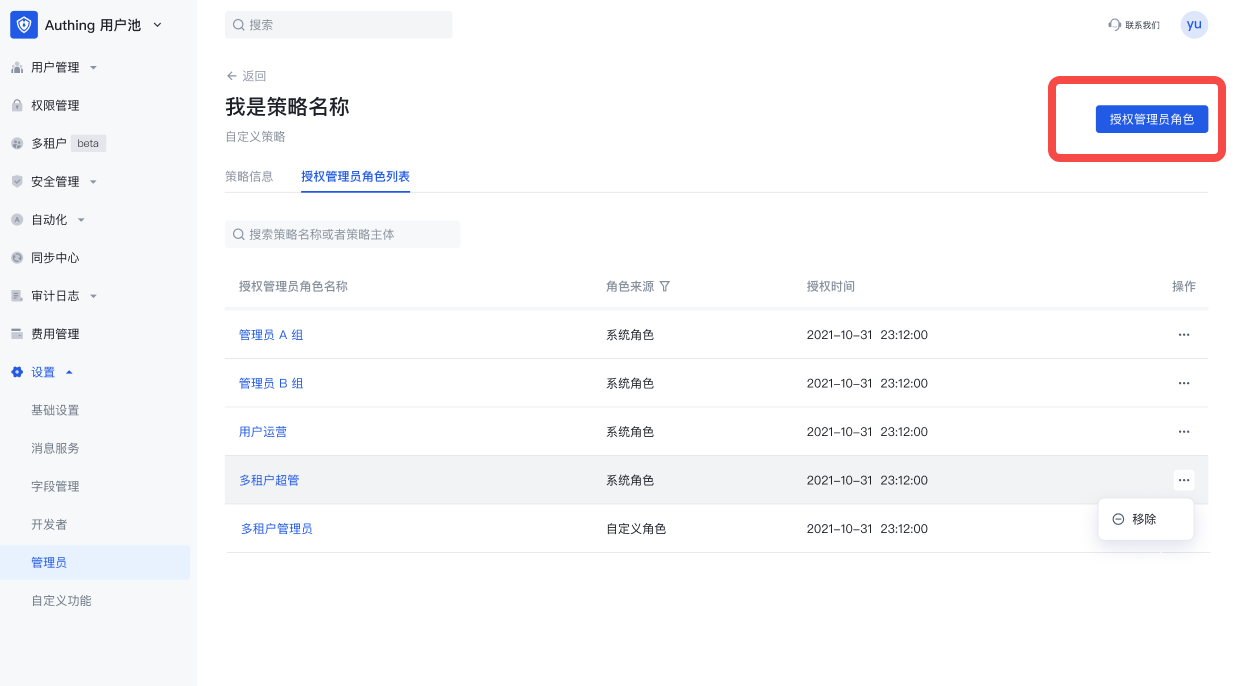 Authing 用户池
搜索
联系我们
yu
用户管理
权限管理
多租户 beta
安全管理
自动化
同步中心
审计日志
费用管理
设置
基础设置
消息服务
字段管理
开发者
管理员
自定义功能
返回
我是策略名称
自定义策略
授权管理员角色
策略信息 授权管理员角色列表
搜索策略名称或者策略主体
授权管理员角色名称 角色来源 授权时间 操作
管理员 A 组 系统角色 2021-10-31 23:12:00
管理员 B 组 系统角色 2021-10-31 23:12:00
用户运营 系统角色 2021-10-31 23:12:00
多租户超管 系统角色 2021-10-31 23:12:00
多租户管理员 自定义角色 2021-10-31 23:12:00
移除